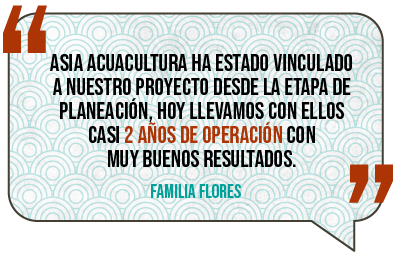 ASIA ACUACULTURA HA ESTADO VINCULADO
A NUESTRO PROYECTO DESDE LA ETAPA DE
PLANEACIÓN, HOY LLEVAMOS CON ELLOS
CASI 2 AÑOS DE OPERACIÓN CON
MUY BUENOS RESULTADOS.
FAMILIA FLORES